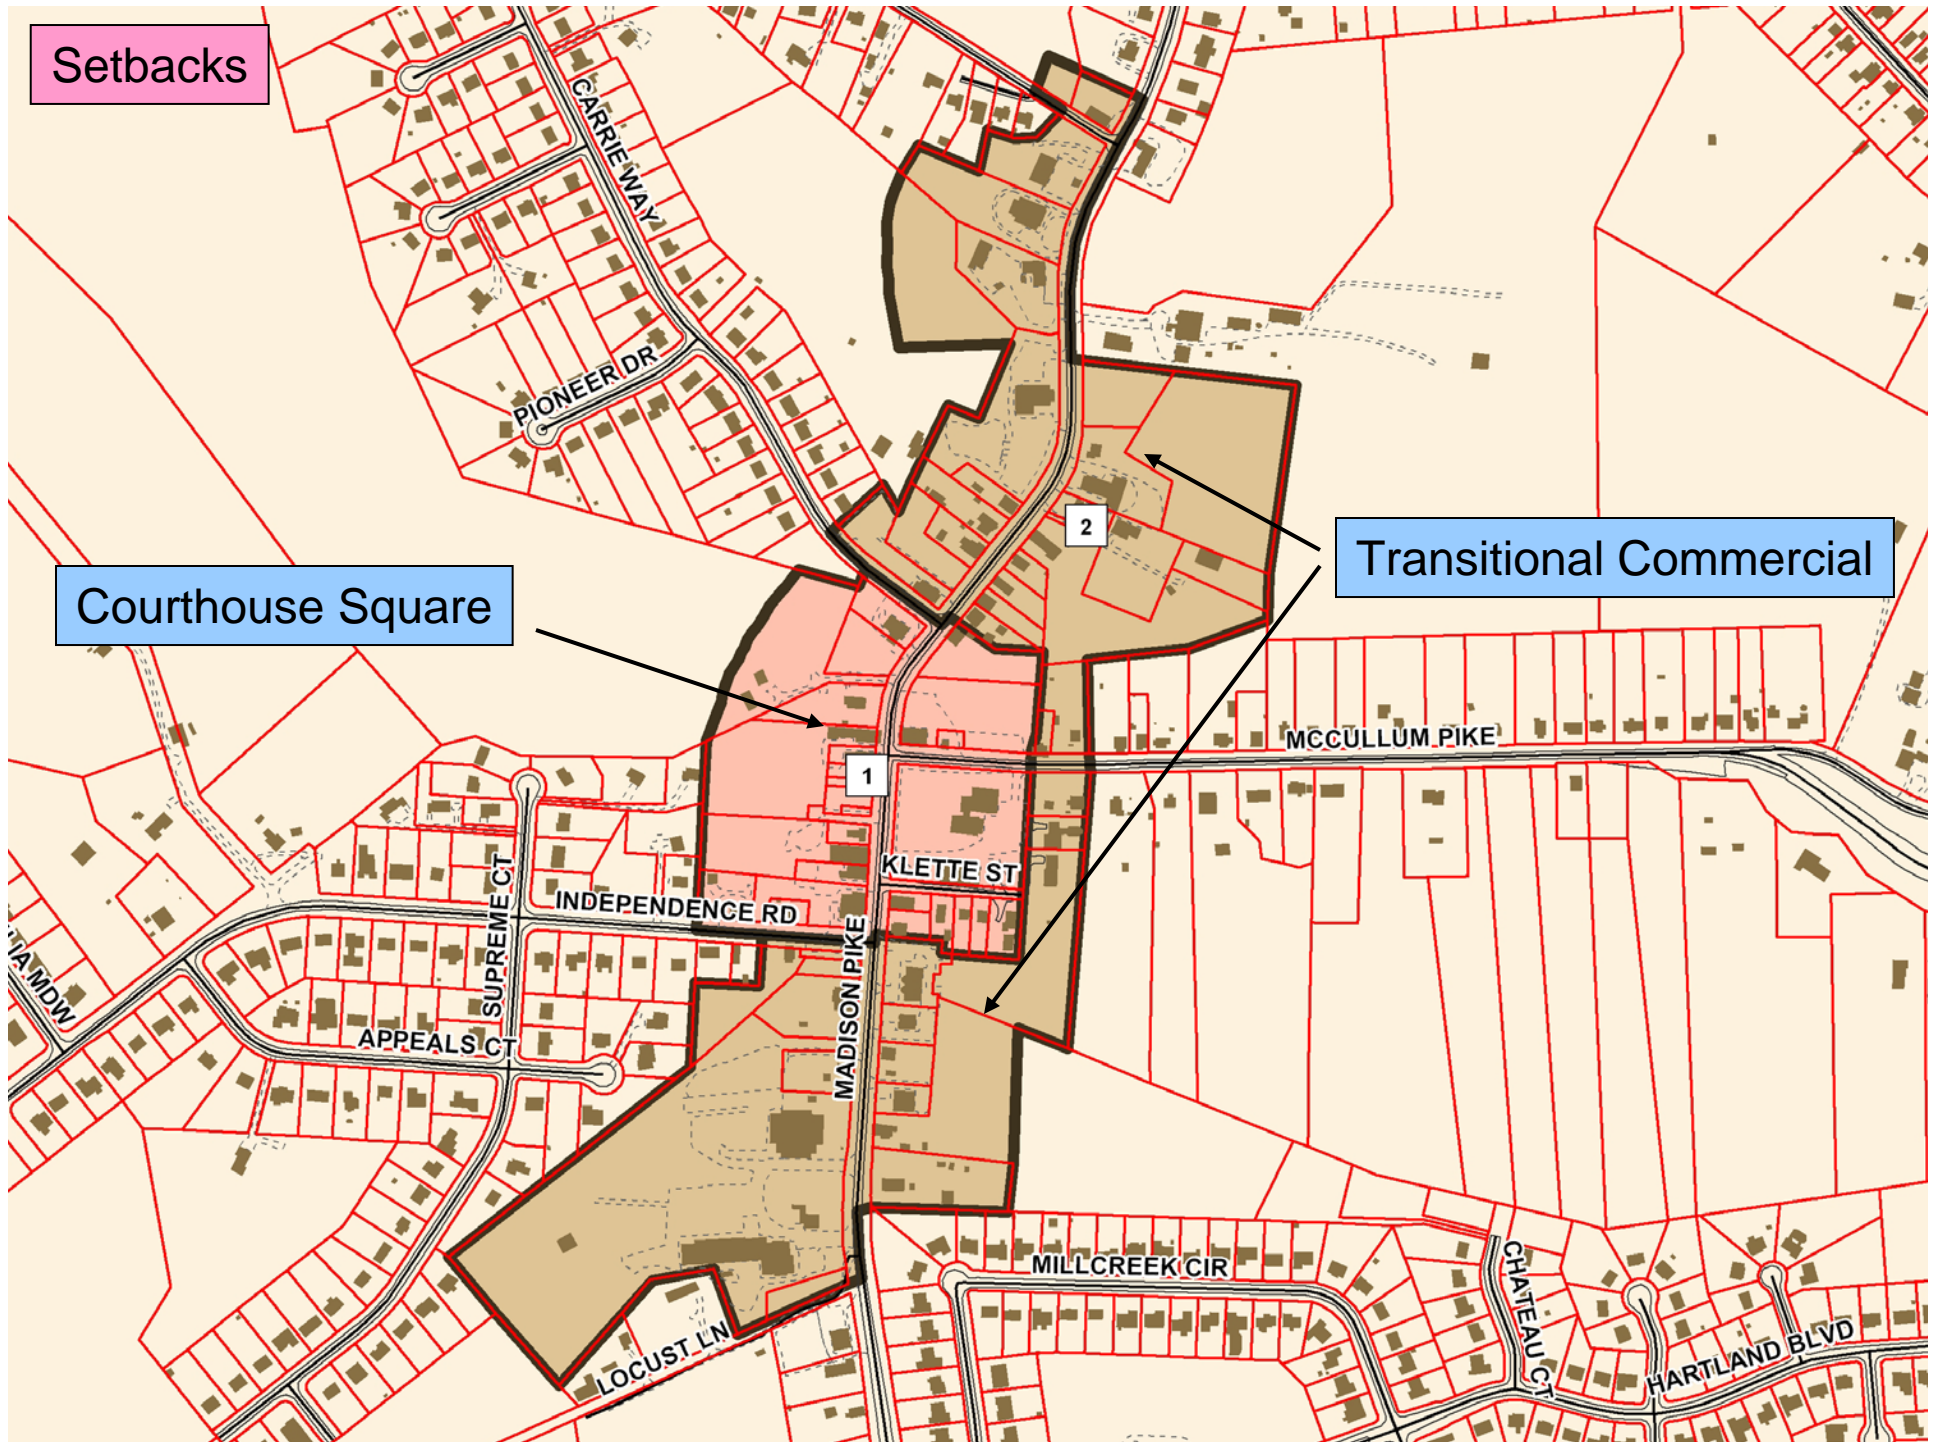 Setbacks
CARRIE WAY
PIONEER DR
2
Transitional Commercial
Courthouse Square
MCCULLUM PIKE
1
KLETTE ST
SUPREME CT
INDEPENDENCE RD
MADISON PIKE
MDW
APPEALS CT
MILLCREEK CIR
CHATEAU CT
LOCUST LN
HARTLAND BLVD